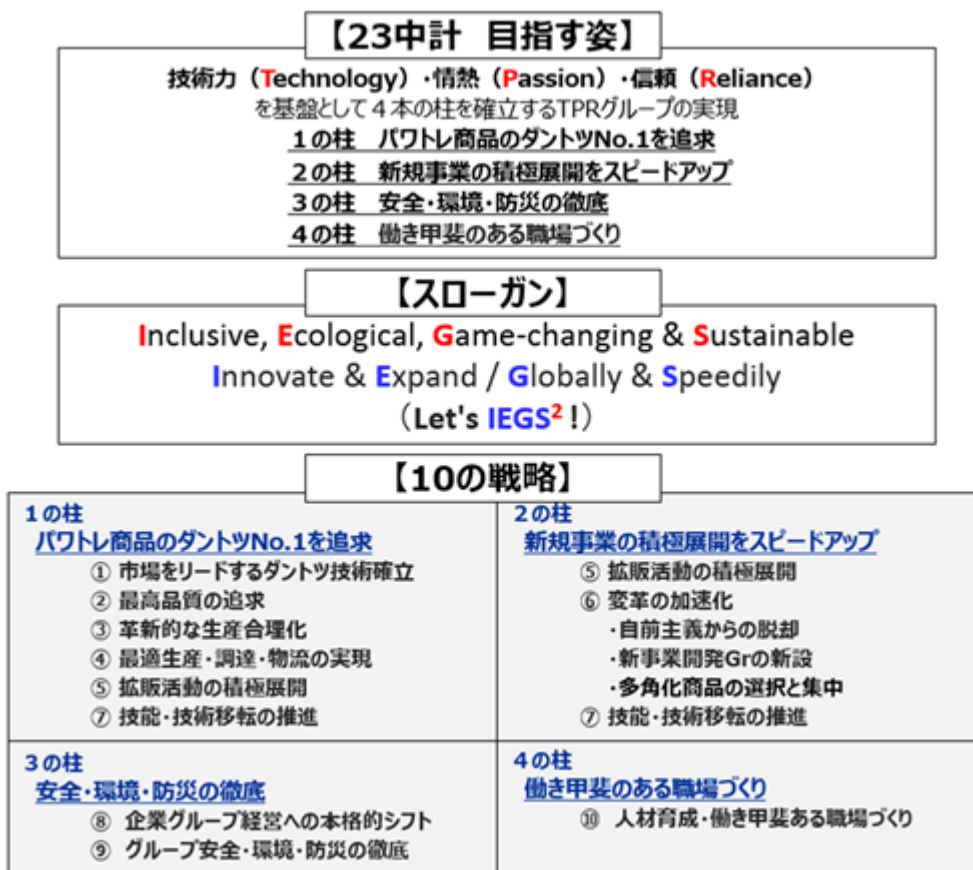 【23中計 目指す姿】
技術力（Technology）・情熱（Passion）・信頼（Reliance）
を基盤として４本の柱を確立するTPRグループの実現
１の柱 パワトレ商品のダントツNo.1を追求
２の柱 新規事業の積極展開をスピードアップ
３の柱 安全・環境・防災の徹底
４の柱 働き甲斐のある職場づくり
【スローガン】
Inclusive, Ecological, Game-changing & Sustainable
Innovate & Expand / Globally & Speedily
（Let's IEGS²！）
【10の戦略】
１の柱
パワトレ商品のダントツNo.1を追求
① 市場をリードするダントツ技術確立
② 最高品質の追求
③ 革新的な生産合理化
④ 最適生産・調達・物流の実現
⑤ 拡販活動の積極展開
⑦ 技能・技術移転の推進
２の柱
新規事業の積極展開をスピードアップ
⑤ 拡販活動の積極展開
⑥ 変革の加速化
・自前主義からの脱却
・新事業開発Grの新設
・多角化商品の選択と集中
⑦ 技能・技術移転の推進
３の柱
安全・環境・防災の徹底
⑧ 企業グループ経営への本格的シフト
⑨ グループ安全・環境・防災の徹底
４の柱
働き甲斐のある職場づくり
⑩ 人材育成・働き甲斐ある職場づくり